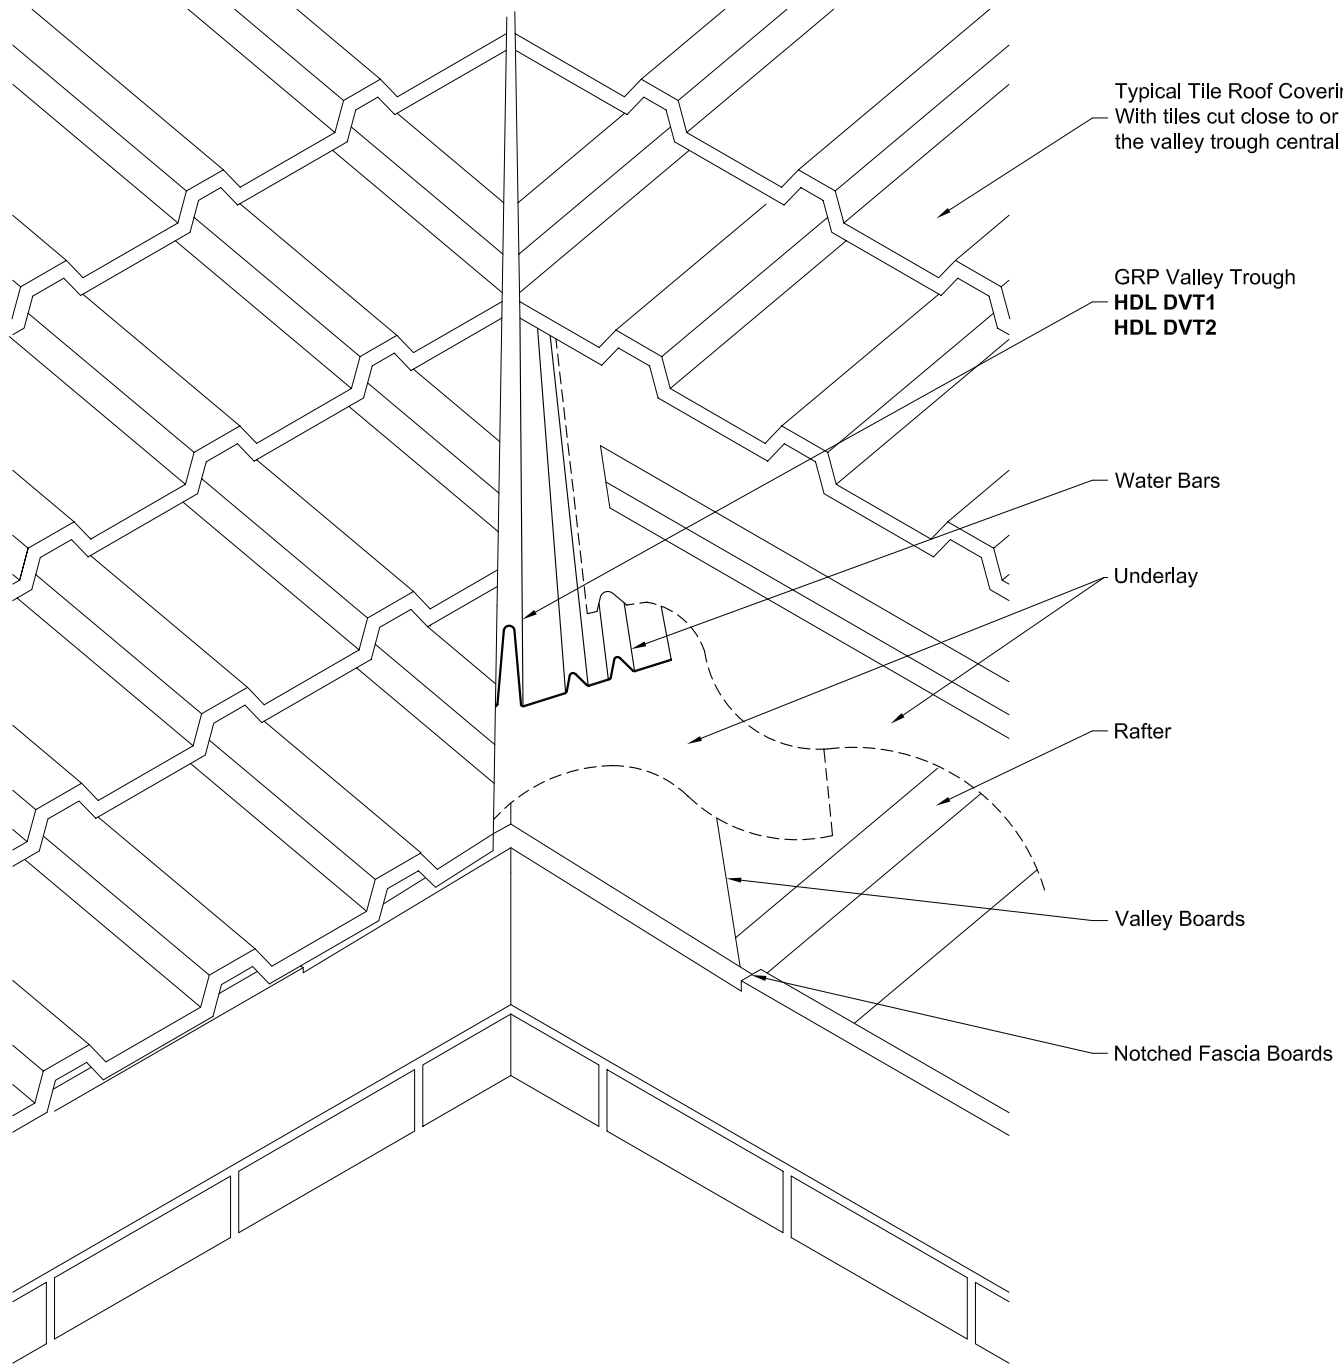 Typical Tile Roof
With tiles cut close to or
the valley trough central
GRP Valley Trough
HDL DVT1
HDL DVT2
Water Bars
Underlay
Rafter
Valley Boards
Notched Fascia Boards